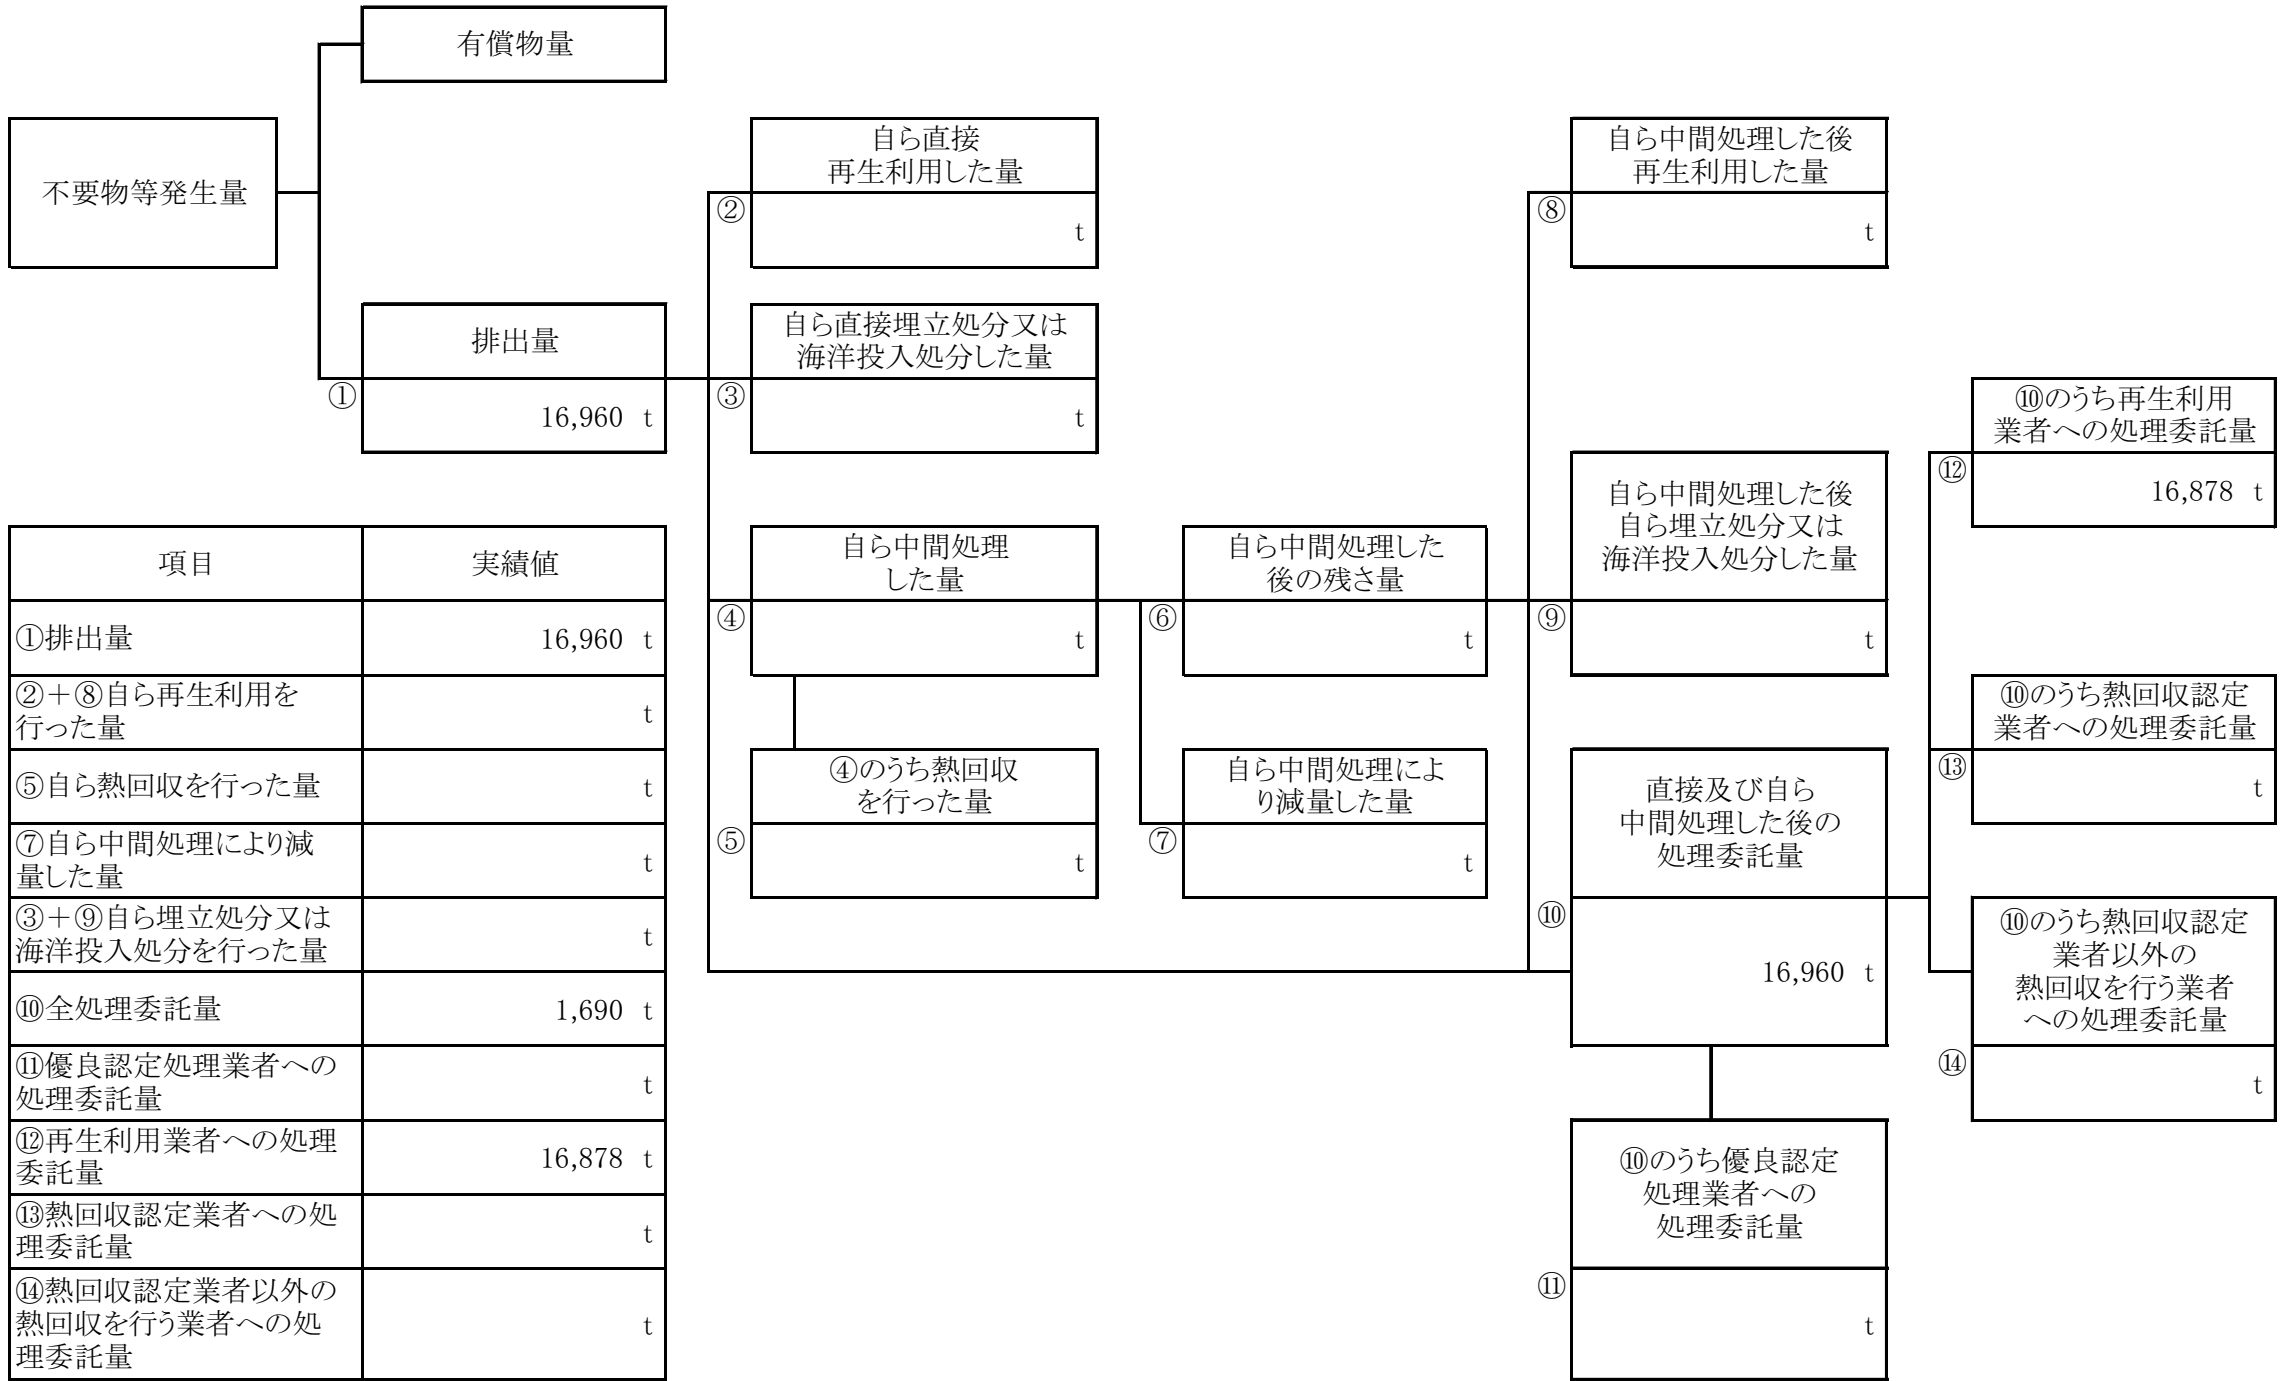 有償物量
不要物等発生量
排出量
①
16,960 t
自ら直接
再生利用した量
②
t
自ら直接埋立処分又は
海洋投入処分した量
③
t
自ら中間処理
した量
④
t
④のうち熱回収
を行った量
⑤
t
自ら中間処理した
後の残さ量
⑥
t
自ら中間処理によ
り減量した量
⑦
t
自ら中間処理した後
再生利用した量
⑧
t
自ら中間処理した後
自ら埋立処分又は
海洋投入処分した量
⑨
t
直接及び自ら
中間処理した後の
処理委託量
⑩
16,960 t
⑩のうち優良認定
処理業者への
処理委託量
⑪
t
⑩のうち再生利用
業者への処理委託量
⑫
16,878 t
⑩のうち熱回収認定
業者への処理委託量
⑬
t
⑩のうち熱回収認定
業者以外の
熱回収を行う業者
への処理委託量
⑭
t
項目 実績値
①排出量 16,960 t
②＋⑧自ら再生利用を
行った量
t
⑤自ら熱回収を行った量 t
⑦自ら中間処理により減
量した量
t
③＋⑨自ら埋立処分又は
海洋投入処分を行った量
t
⑩全処理委託量 1,690 t
⑪優良認定処理業者への
処理委託量
t
⑫再生利用業者への処理
委託量
16,878 t
⑬熱回収認定業者への処
理委託量
t
⑭熱回収認定業者以外の
熱回収を行う業者への処
理委託量
t